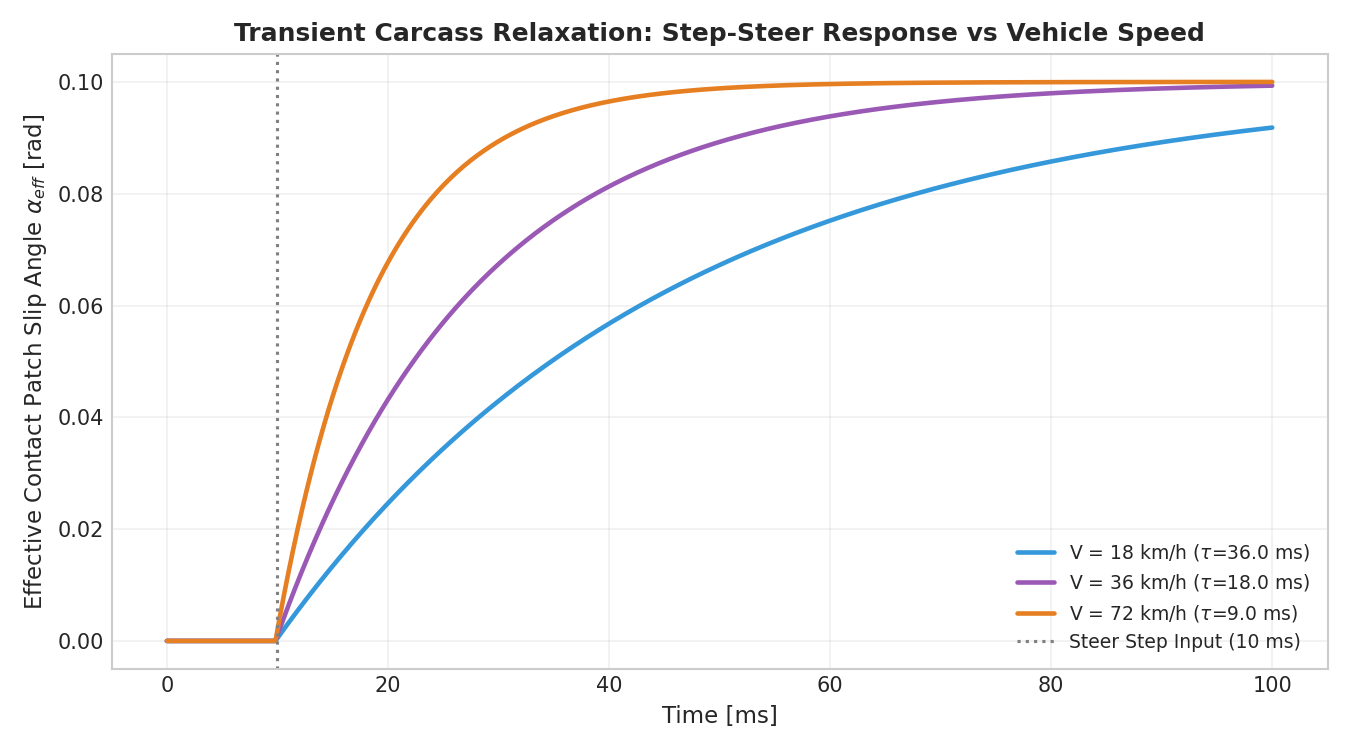 Transient Carcass Relaxation: Step-Steer Response vs Vehicle Speed
Effective Contact Patch Slip Angle α_eff [rad]
0.10
0.08
0.06
0.04
0.02
0.00
V = 18 km/h (τ=36.0 ms)
V = 36 km/h (τ=18.0 ms)
V = 72 km/h (τ=9.0 ms)
Steer Step Input (10 ms)
0 20 40 60 80 100
Time [ms]